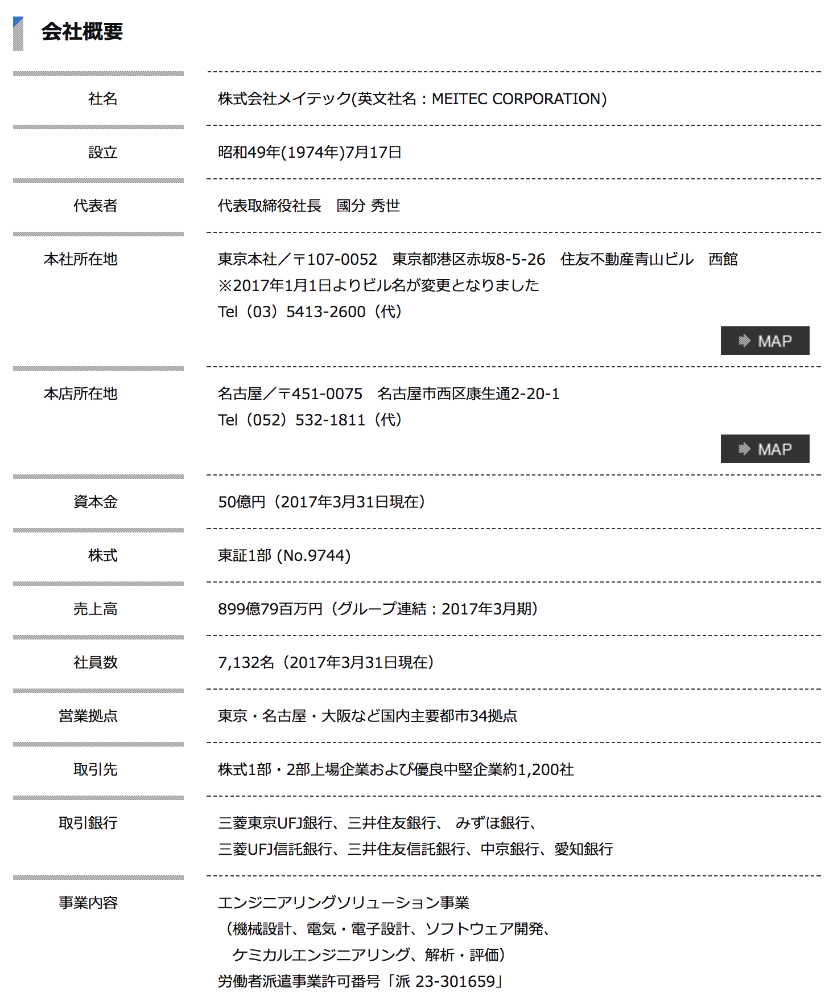 会社概要
社名
株式会社メイテック(英文社名：MEITEC CORPORATION)
設立
昭和49年(1974年)7月17日
代表者
代表取締役社長　國分 秀世
本社所在地
東京本社／〒107-0052　東京都港区赤坂8-5-26　住友不動産青山ビル　西館
※2017年1月1日よりビル名が変更となりました
Tel（03）5413-2600（代）
MAP
本店所在地
名古屋／〒451-0075　名古屋市西区康生通2-20-1
Tel（052）532-1811（代）
MAP
資本金
50億円（2017年3月31日現在）
株式
東証1部 (No.9744)
売上高
899億79百万円（グループ連結：2017年3月期）
社員数
7,132名（2017年3月31日現在）
営業拠点
東京・名古屋・大阪など国内主要都市34拠点
取引先
株式1部・2部上場企業および優良中堅企業約1,200社
取引銀行
三菱東京UFJ銀行、三井住友銀行、 みずほ銀行、
三菱UFJ信託銀行、三井住友信託銀行、中京銀行、愛知銀行
事業内容
エンジニアリングソリューション事業
（機械設計、電気・電子設計、ソフトウェア開発、
ケミカルエンジニアリング、解析・評価）
労働者派遣事業許可番号「派 23-301659」